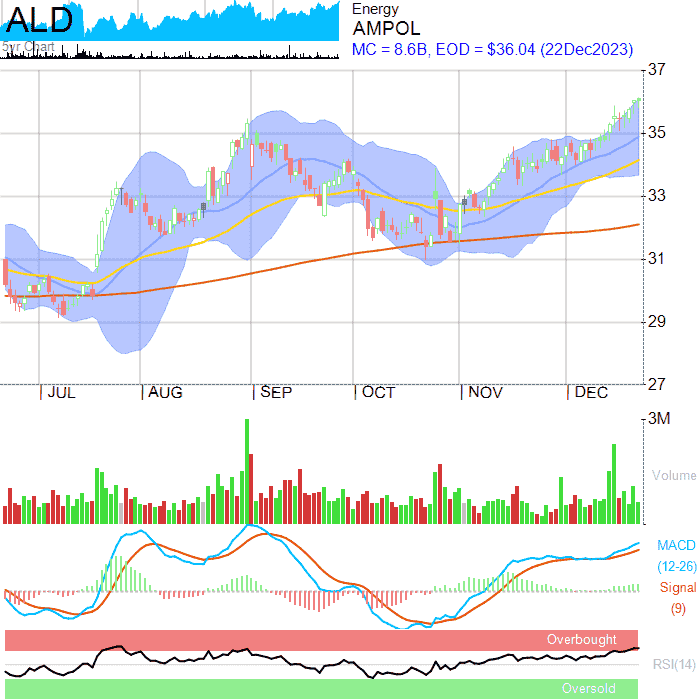 ALD
5yr Chart
Energy
AMPOL
MC = 8.6B, EOD = $36.04 (22Dec2023)
37
35
33
31
29
27
JUL
AUG
SEP
OCT
NOV
DEC
3M
Volume
MACD
(12-26)
Signal
(9)
Overbought
RSI(14)
Oversold